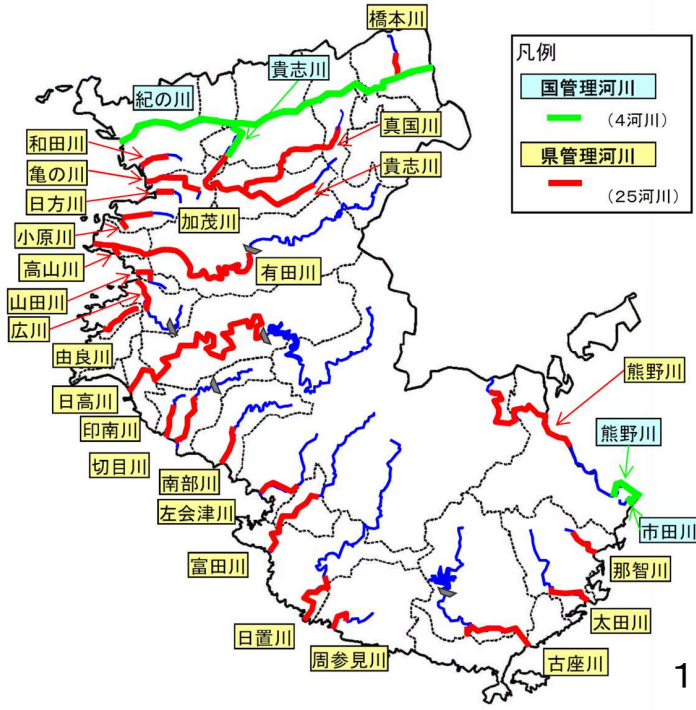 橋本川
貴志川
紀の川
凡例
国管理河川
（4河川）
県管理河川
（25河川）
和田川
真国川
亀の川
貴志川
日方川
加茂川
小原川
高山川
有田川
山田川
広川
由良川
日高川
印南川
切目川
南部川
左会津川
富田川
日置川
周参見川
熊野川
熊野川
市田川
那智川
太田川
古座川
1